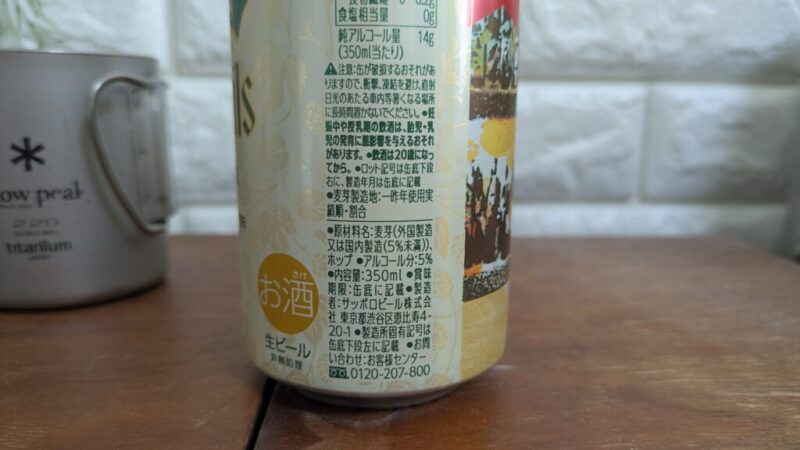 0.2g
食塩相当量 0g
純アルコール量 14g
(350ml当たり)
注意:缶が破損するおそれがあ
りますので、衝撃、凍結を避け、直射
日光のあたる車内等暑くなる場所
に長時間置かないでください。●妊
娠中や授乳期の飲酒は、胎児・乳
児の発育に悪影響を与えるおそれ
があります。●飲酒は20歳になっ
てから。●ロット記号は缶底下段
右に、製造年月は缶底に記載
●麦芽製造地:一昨年使用実
績順・割合
●原材料名:麦芽(外国製造
又は国内製造(5%未満))、
ホップ ●アルコール分:5%
●内容量:350ml ●賞味
期限:缶底に記載 ●製造
者:サッポロビール株式会
社 東京都渋谷区恵比寿4-
20-1 ●製造所固有記号は
缶底下段左に記載 ●お問
い合わせ:お客様センター
0120-207-800
さけ
お酒
生ビール
非熱処理
ls
ow peak
220
titanium
JAPAN